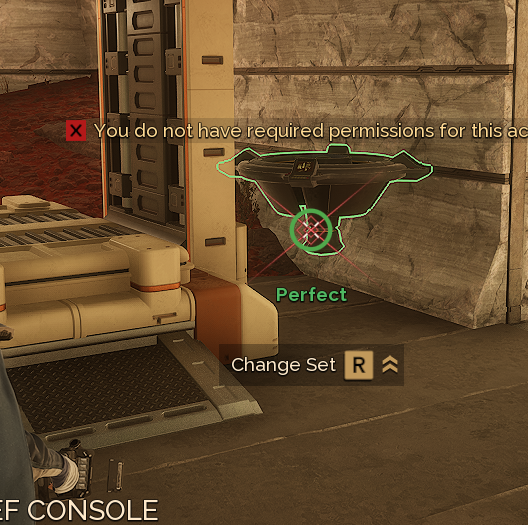 You do not have required permissions for this ac
Perfect
Change Set R
EF CONSOLE